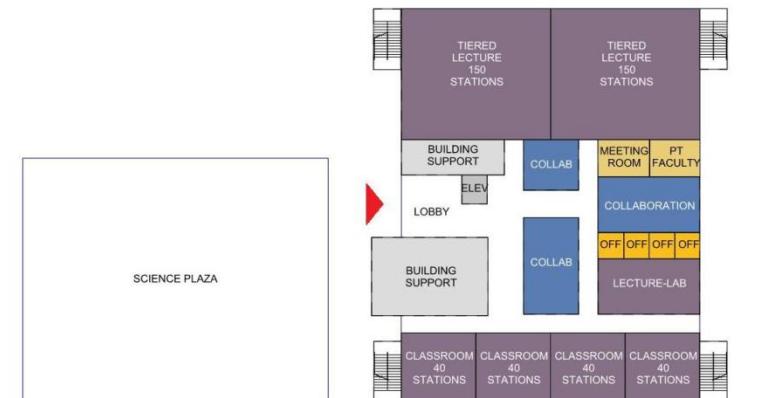 TIERED
LECTURE
150
STATIONS
TIERED
LECTURE
150
STATIONS
BUILDING
SUPPORT
COLLAB
MEETING
ROOM
PT
FACULTY
ELEV
LOBBY
COLLABORATION
OFF
OFF
OFF
OFF
SCIENCE PLAZA
BUILDING
SUPPORT
COLLAB
LECTURE-LAB
CLASSROOM
40
STATIONS
CLASSROOM
40
STATIONS
CLASSROOM
40
STATIONS
CLASSROOM
40
STATIONS